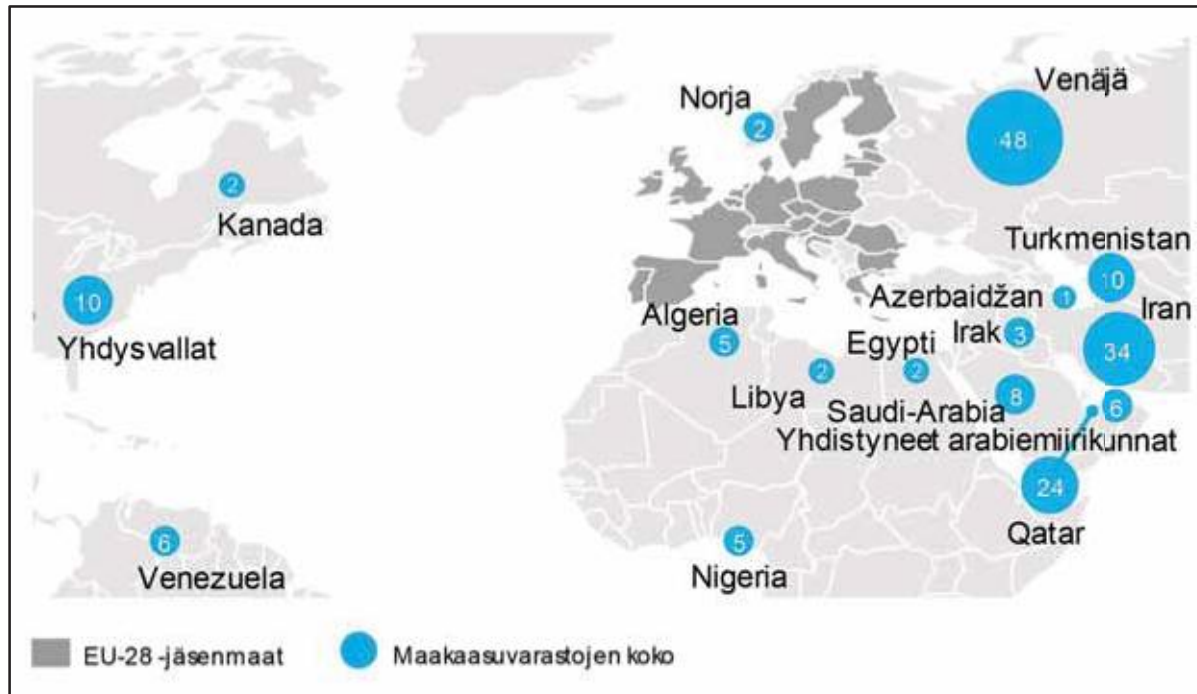 Venäjä
48
Norja
2
2
Kanada
Turkmenistan
10
10
Yhdysvallat
Azerbaidžan
1
Iran
34
Algeria
5
Irak
3
Egypti
2
Libya
2
Saudi-Arabia
8
Yhdistyneet arabiemiirikunnat
6
24
Qatar
6
Venezuela
5
Nigeria
EU-28 -jäsenmaat
Maakaasuvarastojen koko